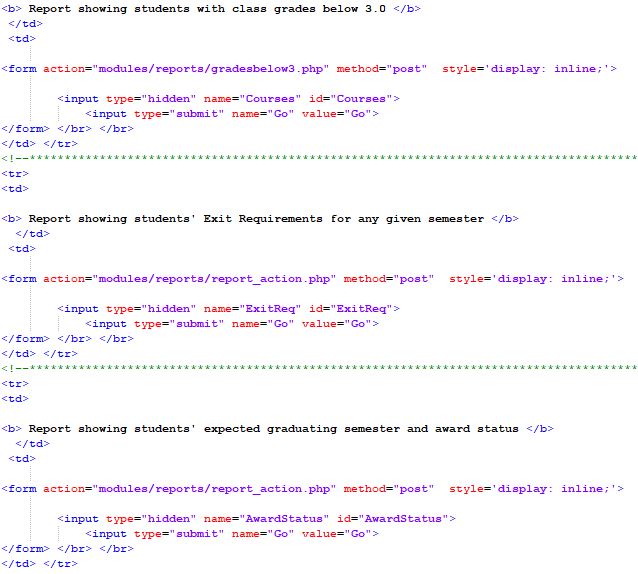 <b> Report showing students with class grades below 3.0 </b>
</td>
<td>
<form action="modules/reports/gradesbelow3.php" method="post" style='display: inline;'>
<input type="hidden" name="Courses" id="Courses">
<input type="submit" name="Go" value="Go">
</form> </br> </br>
</td> </tr>
<!--***************************************************************************************
<tr>
<td>
<b> Report showing students' Exit Requirements for any given semester </b>
</td>
<td>
<form action="modules/reports/report_action.php" method="post" style='display: inline;'>
<input type="hidden" name="ExitReq" id="ExitReq">
<input type="submit" name="Go" value="Go">
</form> </br> </br>
</td> </tr>
<!--***************************************************************************************
<tr>
<td>
<b> Report showing students' expected graduating semester and award status </b>
</td>
<td>
<form action="modules/reports/report_action.php" method="post" style='display: inline;'>
<input type="hidden" name="AwardStatus" id="AwardStatus">
<input type="submit" name="Go" value="Go">
</form> </br> </br>
</td> </tr>